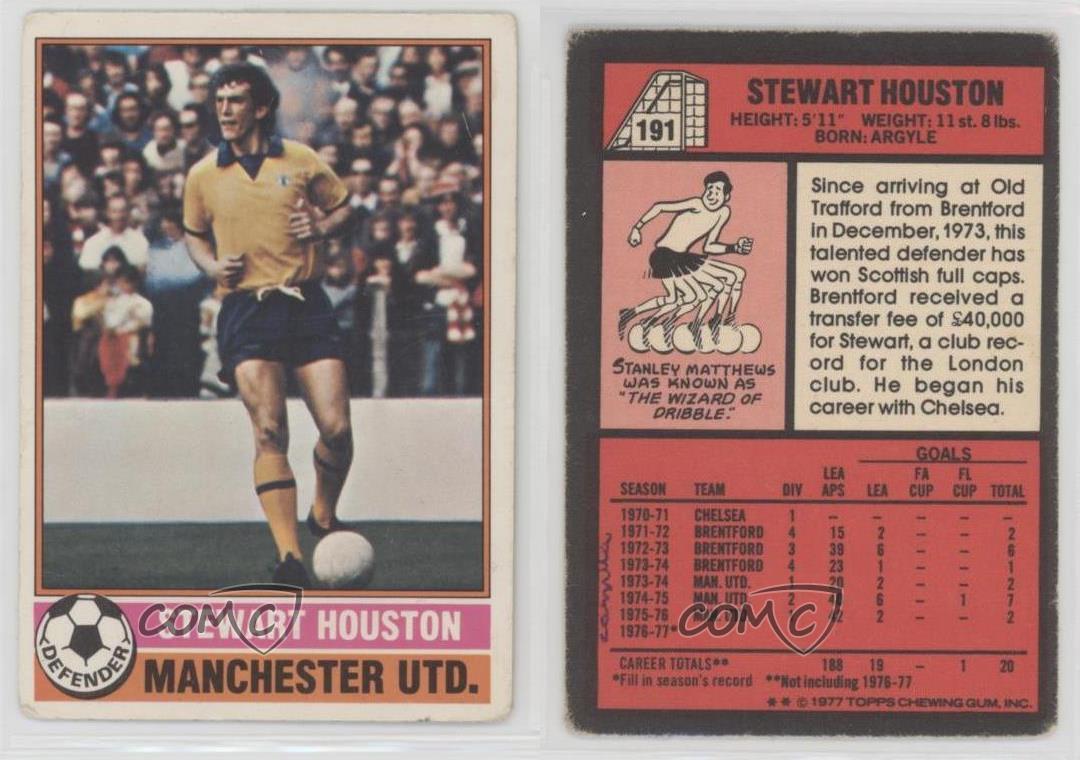 STEWART HOUSTON
MANCHESTER UTD.
DEFENDER
COMC
191
STEWART HOUSTON
HEIGHT: 5'11" WEIGHT: 11 st. 8 lbs.
BORN: ARGYLE
STANLEY MATTHEWS
WAS KNOWN AS
"THE WIZARD OF
DRIBBLE."
Since arriving at Old
Trafford from Brentford
in December, 1973, this
talented defender has
won Scottish full caps.
Brentford received a
transfer fee of £40,000
for Stewart, a club rec-
ord for the London
club. He began his
career with Chelsea.
GOALS
SEASON TEAM DIV LEA APS LEA FA CUP FL CUP TOTAL
1970-71 CHELSEA 1 – – – – –
1971-72 BRENTFORD 4 15 2 – – 2
1972-73 BRENTFORD 3 39 6 – – 6
1973-74 BRENTFORD 4 23 1 – – 1
1973-74 MAN. UTD. 1 20 2 – – 2
1974-75 MAN. UTD. 2 6 – 1 7
1975-76 MAN. UTD. 1 42 2 – – 2
1976-77*
COMC
CAREER TOTALS** 188 19 – 1 20
*Fill in season's record **Not including 1976-77
** © 1977 TOPPS CHEWING GUM, INC.